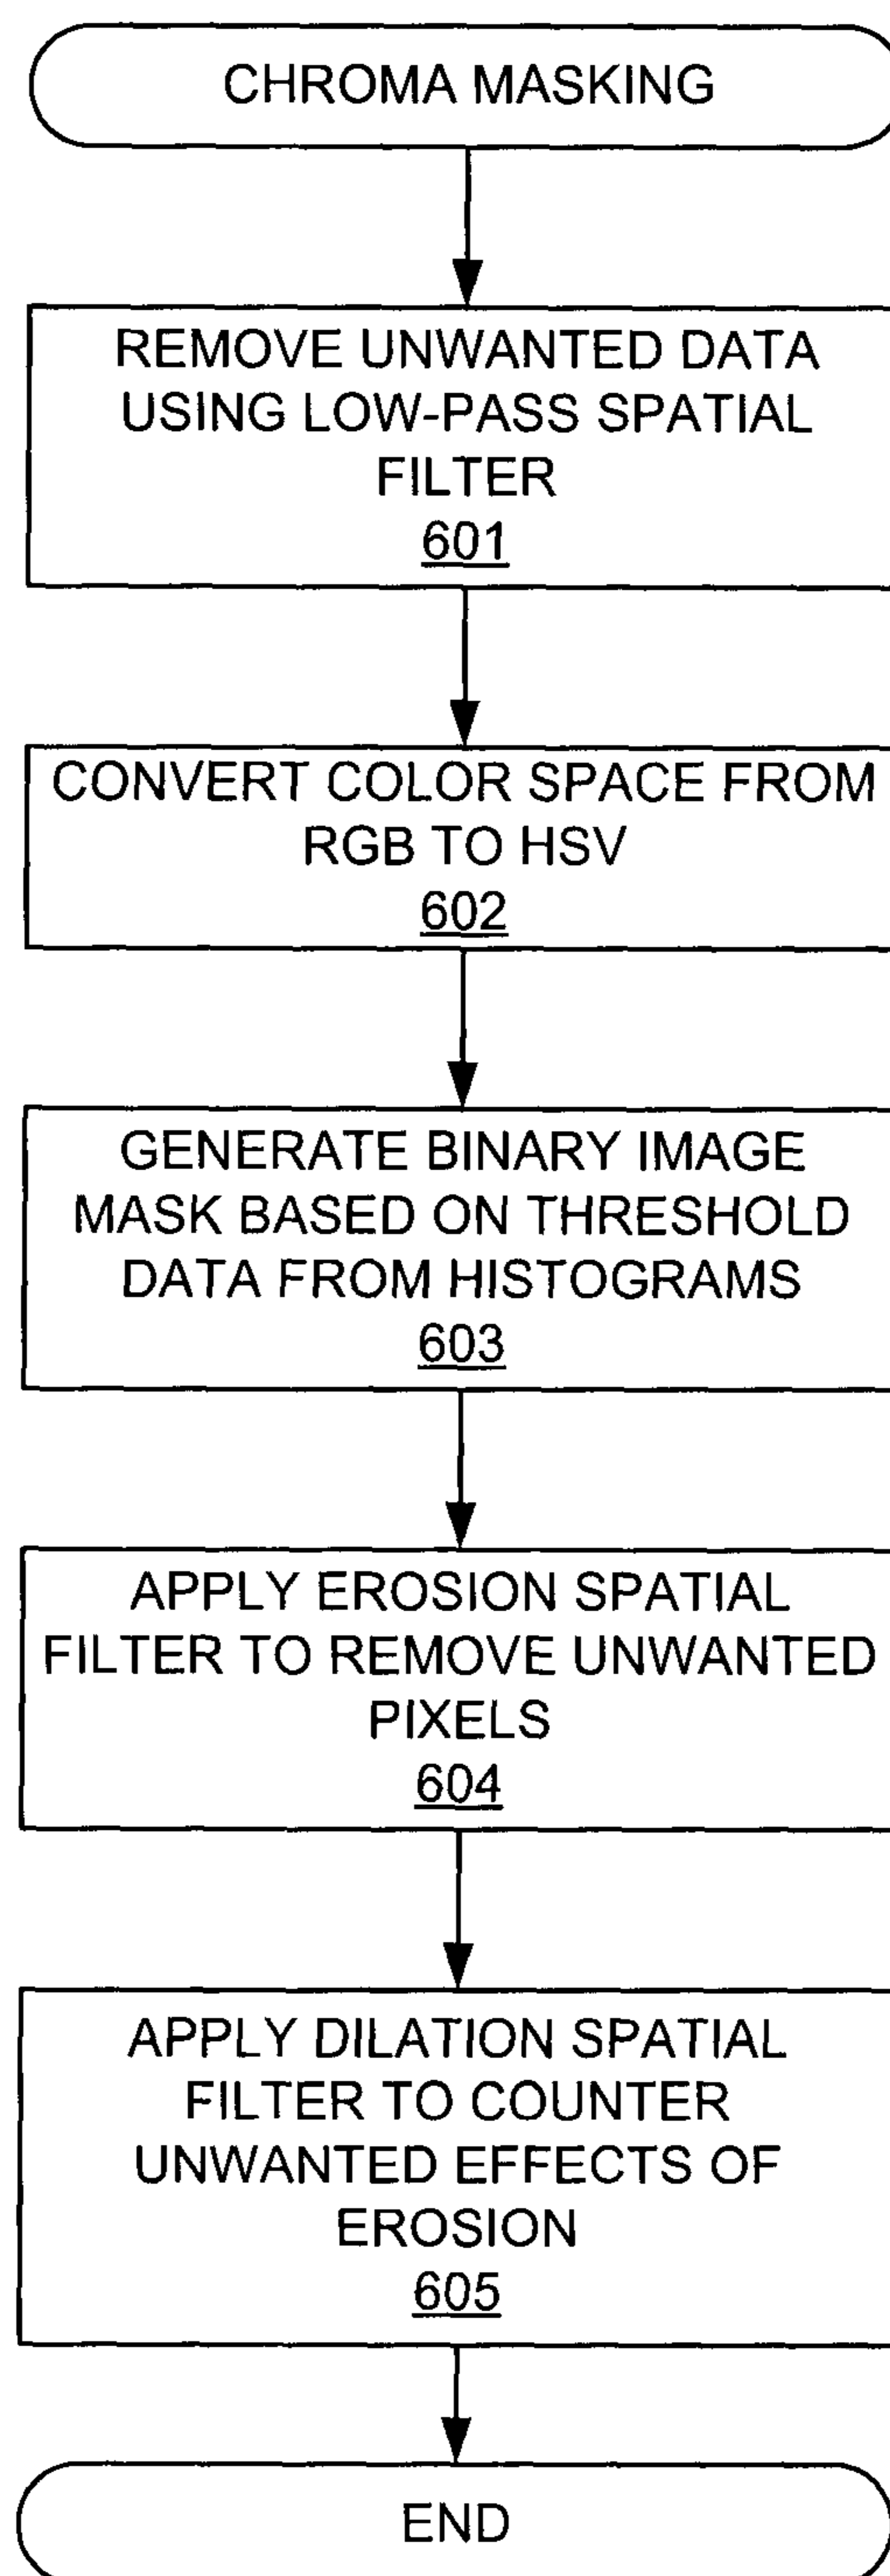 CHROMA MASKING
REMOVE UNWANTED DATA
USING LOW-PASS SPATIAL
FILTER
601
CONVERT COLOR SPACE FROM
RGB TO HSV
602
GENERATE BINARY IMAGE
MASK BASED ON THRESHOLD
DATA FROM HISTOGRAMS
603
APPLY EROSION SPATIAL
FILTER TO REMOVE UNWANTED
PIXELS
604
APPLY DILATION SPATIAL
FILTER TO COUNTER
UNWANTED EFFECTS OF
EROSION
605
END